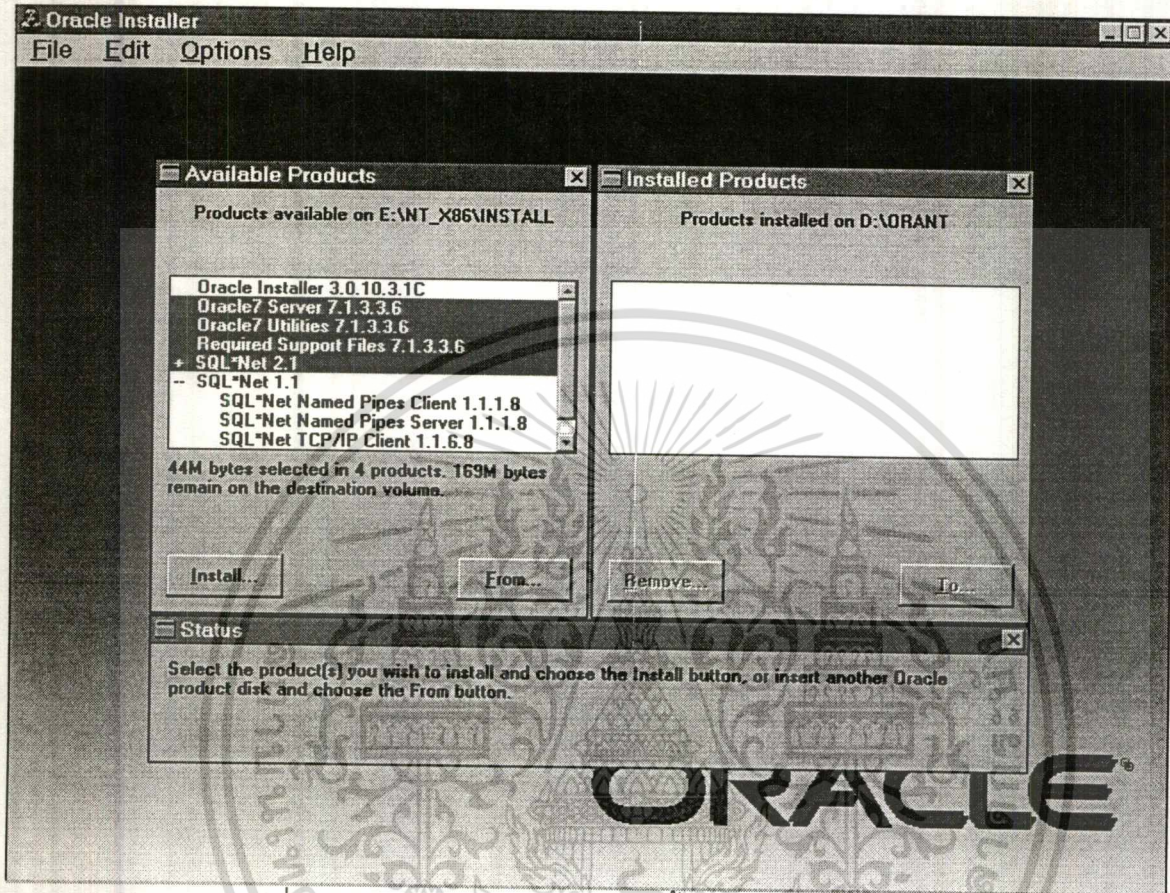 Oracle Installer
File Edit Options Help
Available Products
Products available on E:\NT_X86\INSTALL
Oracle Installer 3.0.10.3.1C
Oracle7 Server 7.1.3.3.6
Oracle7 Utilities 7.1.3.3.6
Required Support Files 7.1.3.3.6
+ SQL*Net 2.1
-- SQL*Net 1.1
SQL*Net Named Pipes Client 1.1.1.8
SQL*Net Named Pipes Server 1.1.1.8
SQL*Net TCP/IP Client 1.1.6.8
44M bytes selected in 4 products. 169M bytes
remain on the destination volume.
Install...
From...
Installed Products
Products installed on D:\ORANT
Remove...
To...
Status
Select the product(s) you wish to install and choose the Install button, or insert another Oracle
product disk and choose the From button.
ORACLE®